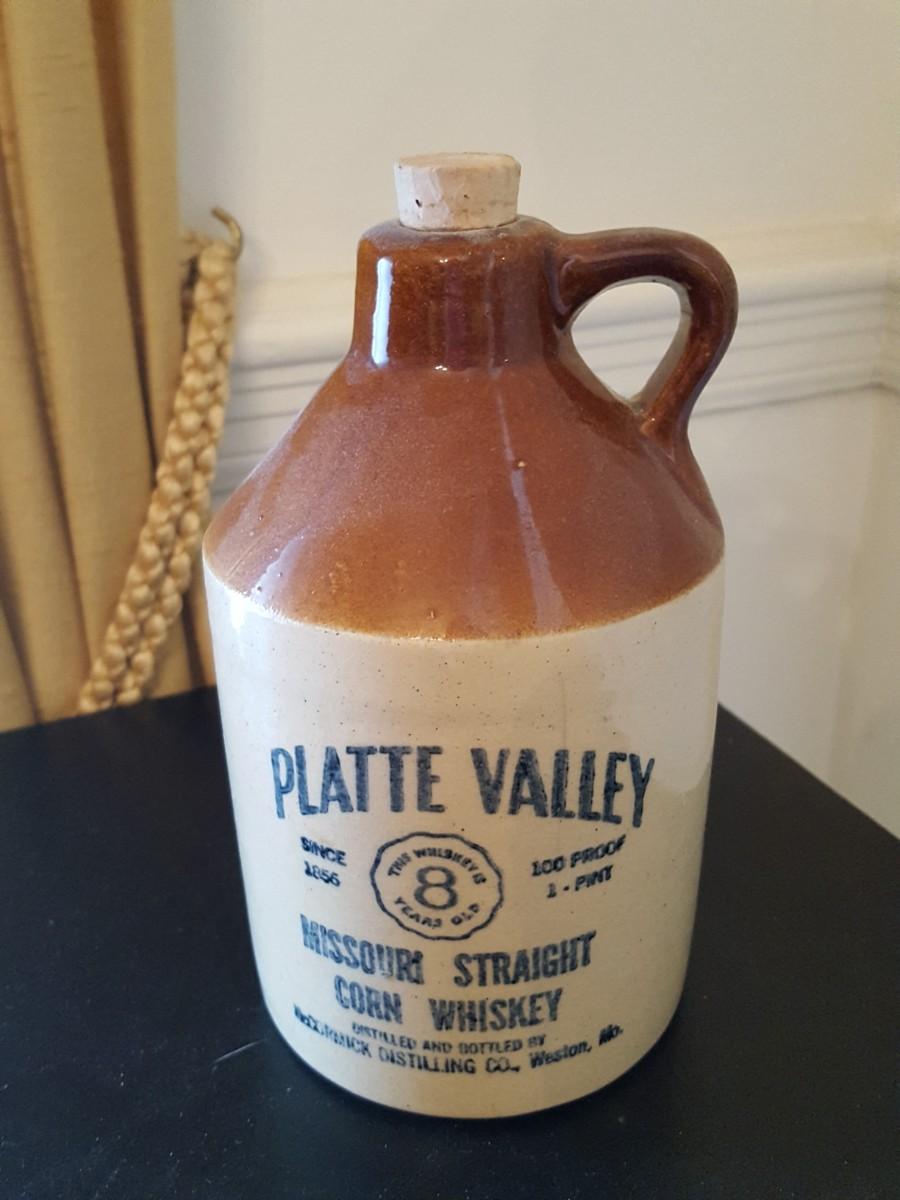 PLATTE VALLEY
SINCE
1856
THIS WHISKEY IS
8
YEARS OLD
100 PROOF
1 - PINT
MISSOURI STRAIGHT
CORN WHISKEY
DISTILLED AND BOTTLED BY
McCORMICK DISTILLING CO., Weston, Mo.